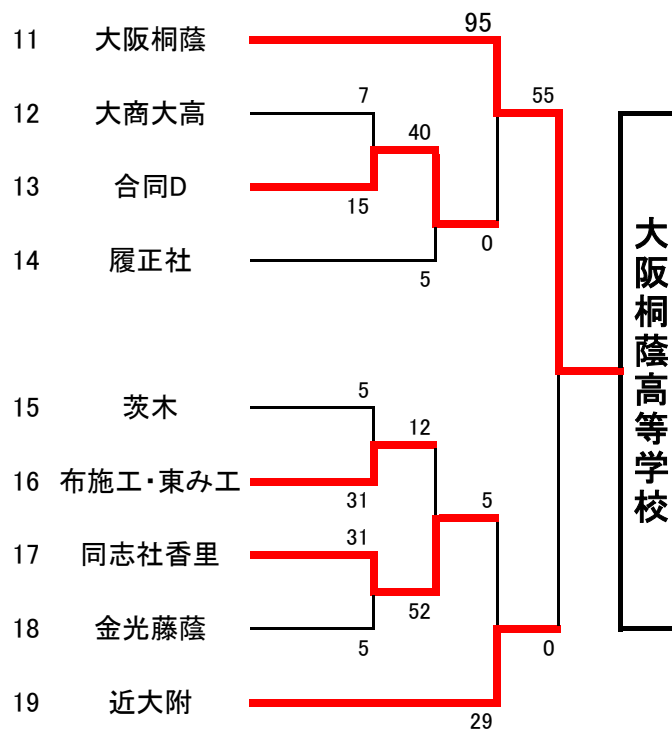 95
11 大阪桐蔭
55
12 大商大高 7
40
13 合同D 15
0
14 履正社 5
大阪桐蔭高等学校
15 茨木 5
12
16 布施工・東み工 31
5
17 同志社香里 31
52
18 金光藤蔭 5
0
19 近大附 29